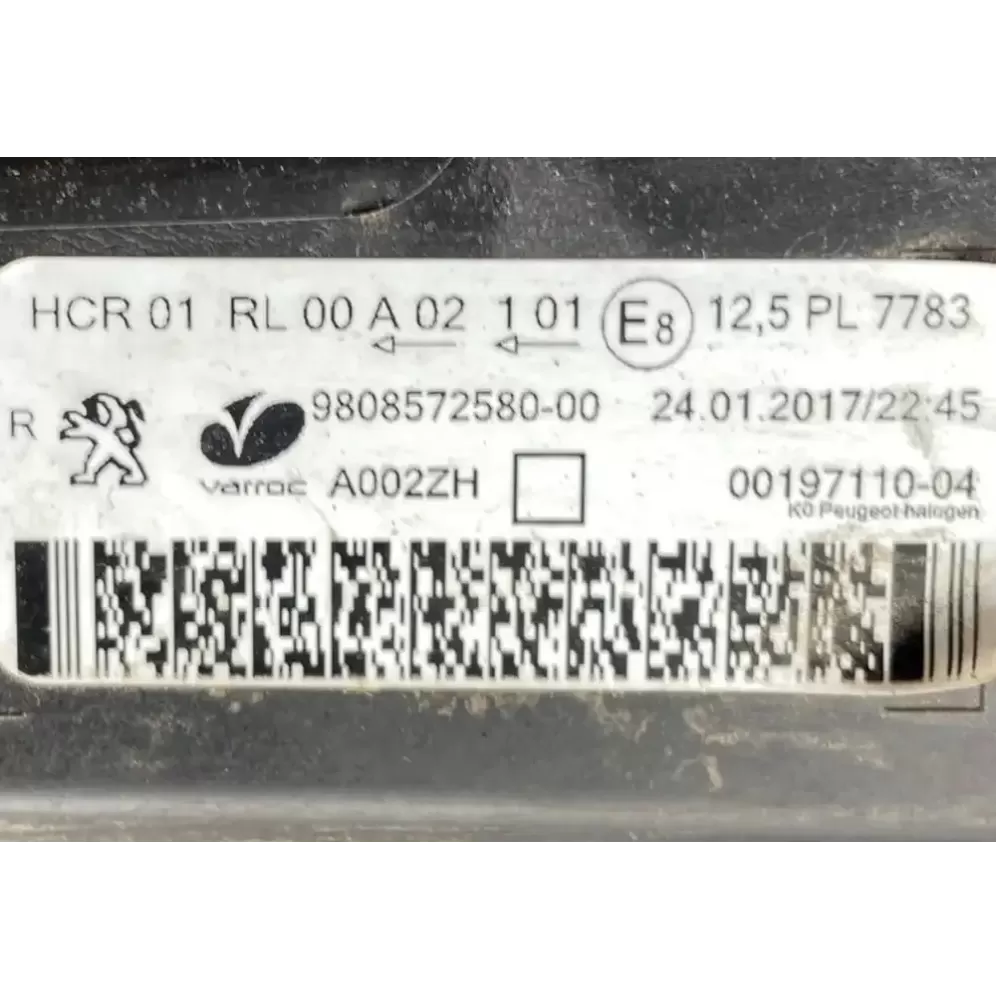 HCR 01 RL 00 A 02 1 01 E8 12,5 PL 7783
R 9808572580-00 24.01.2017/22:45
varroc A002ZH 00197110-04
K0 Peugeot halogen